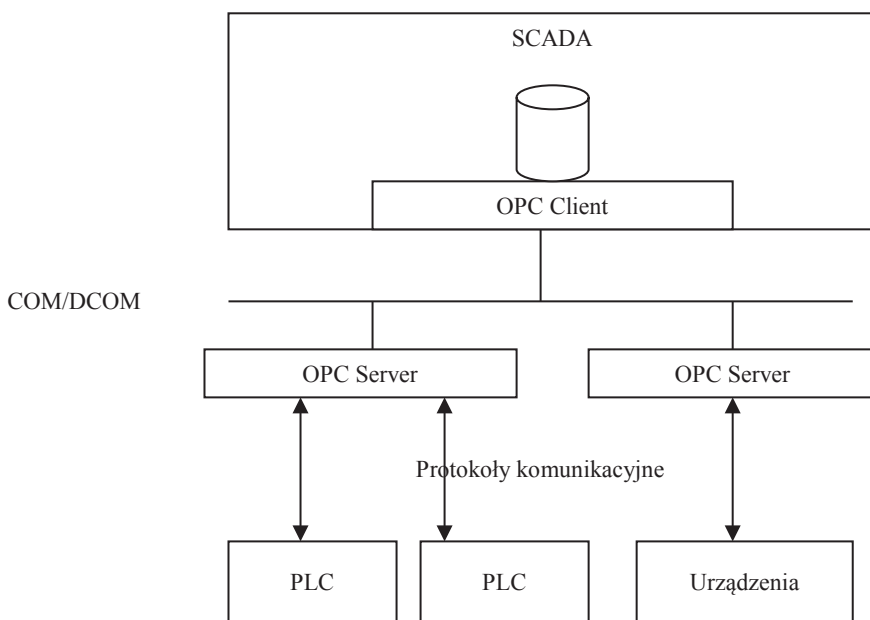 SCADA
OPC Client
COM/DCOM
OPC Server
OPC Server
Protokoły komunikacyjne
PLC
PLC
Urządzenia